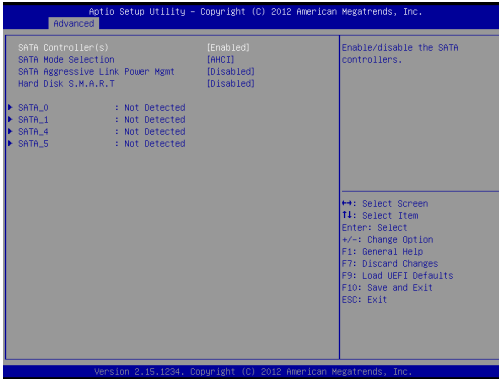 Aptio Setup Utility – Copyright (C) 2012 American Megatrends, Inc.
Advanced
SATA Controller(s) [Enabled]
SATA Mode Selection [AHCI]
SATA Aggressive Link Power Mgmt [Disabled]
Hard Disk S.M.A.R.T [Disabled]
SATA_0 : Not Detected
SATA_1 : Not Detected
SATA_4 : Not Detected
SATA_5 : Not Detected
Enable/disable the SATA
controllers.
↔: Select Screen
↑↓: Select Item
Enter: Select
+/-: Change Option
F1: General Help
F7: Discard Changes
F9: Load UEFI Defaults
F10: Save and Exit
ESC: Exit
Version 2.15.1234. Copyright (C) 2012 American Megatrends, Inc.